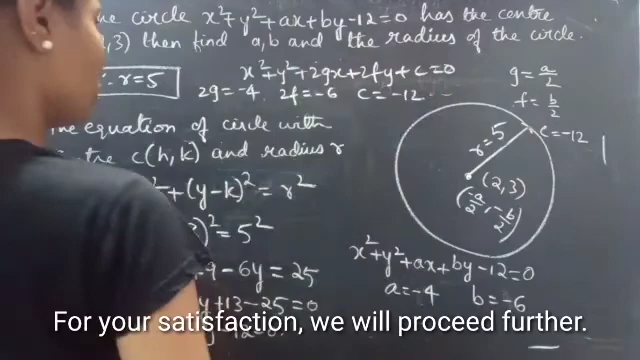 the circle x²+y²+ax+by-12=0 has the centre
,3) then find a,b and the radius of the circle.
∴ r=5
x²+y²+2gx+2fy+c=0
2g=-4 2f=-6 c=-12
g=a/2
f=b/2
c=-12
the equation of circle with
centre c(h,k) and radius r
² +(y-k)² = r²
)² = 5²
-9 -6y = 25
y +13 -25=0
r=5
(2,3)
(-a/2, -b/2)
x²+y²+ax+by-12=0
a=-4 b=-6
For your satisfaction, we will proceed further.